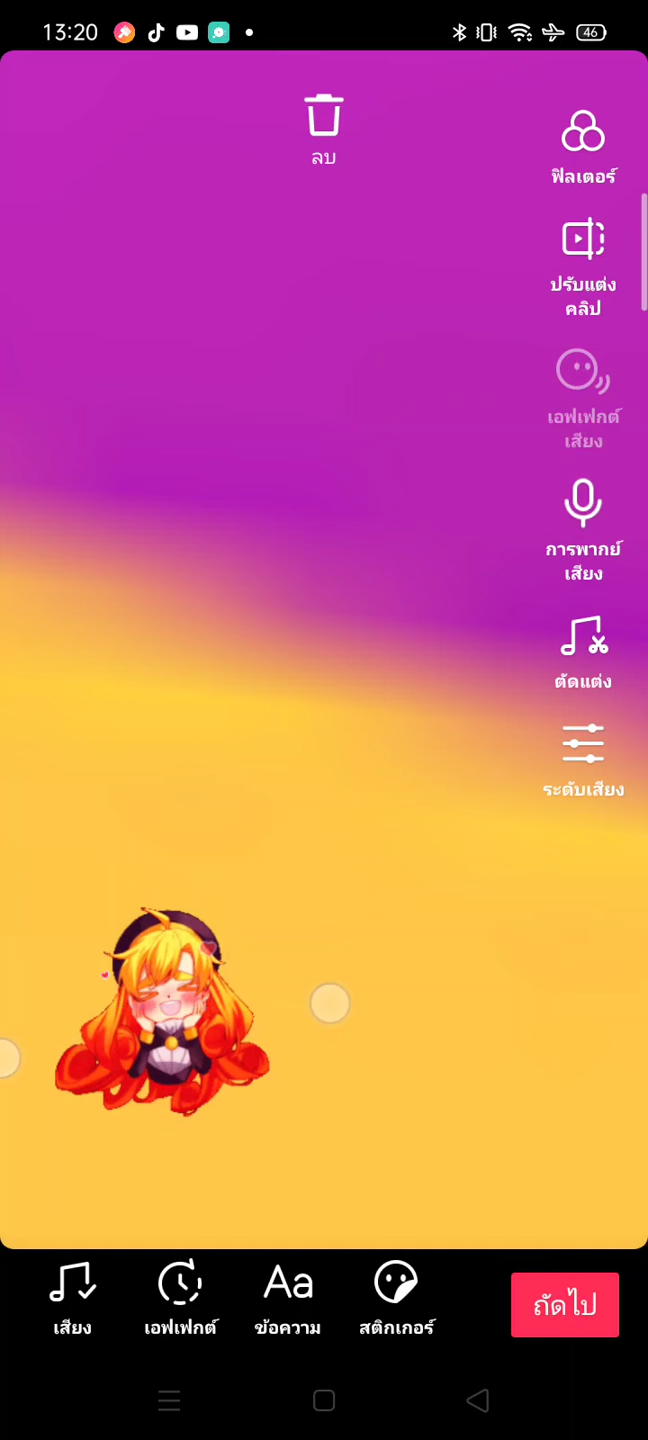 13:20
46
ลบ
ฟิลเตอร์
ปรับแต่ง
คลิป
เอฟเฟกต์
เสียง
การพากย์
เสียง
ตัดแต่ง
ระดับเสียง
เสียง
เอฟเฟกต์
Aa
ข้อความ
สติกเกอร์
ถัดไป